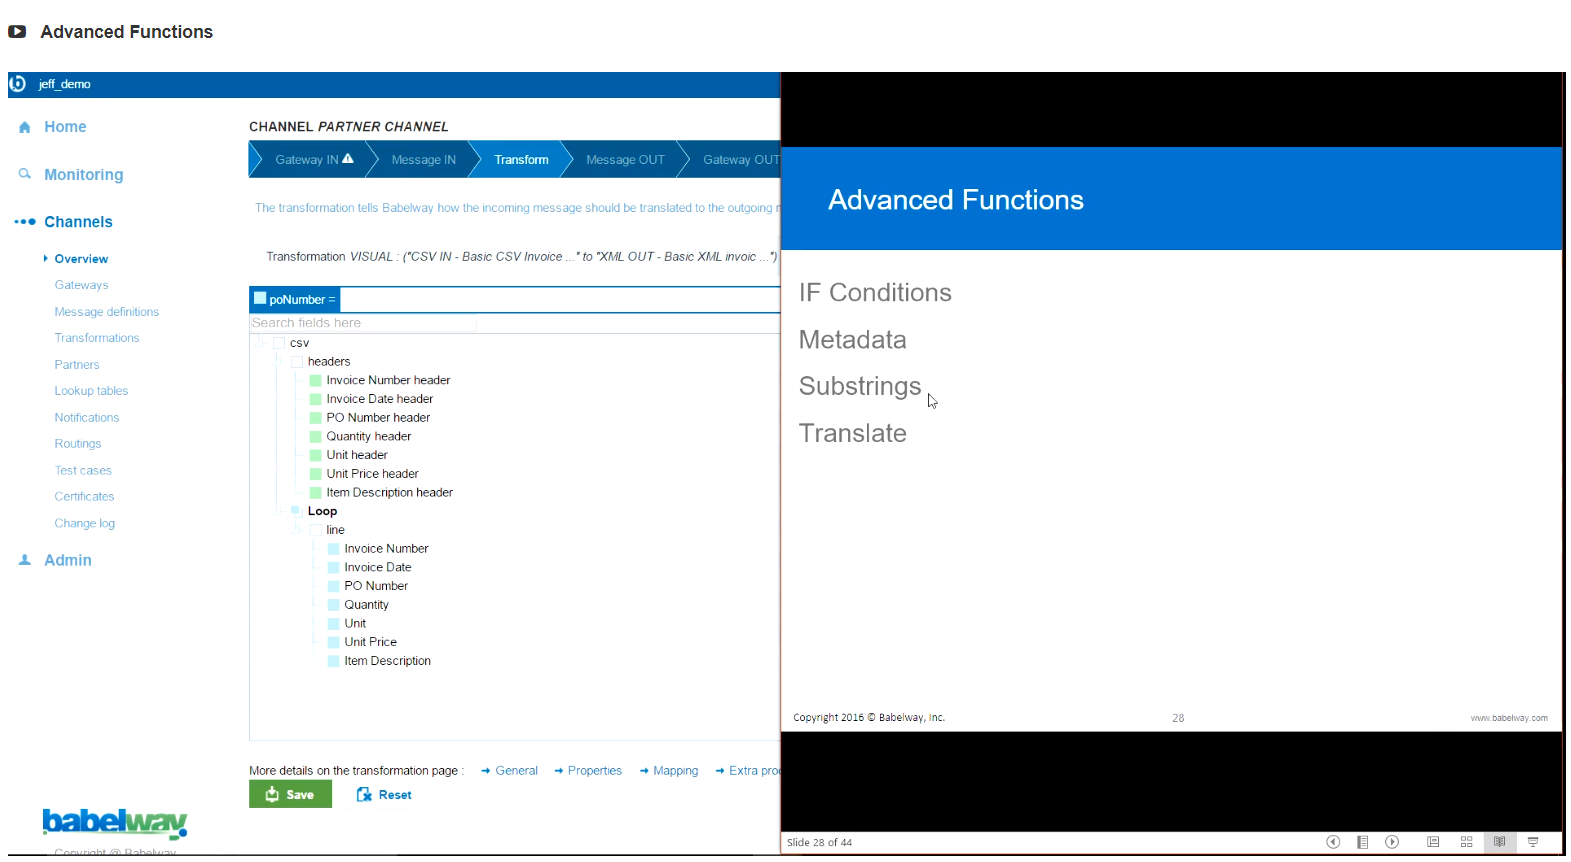 Advanced Functions
jeff_demo
Home
Monitoring
Channels
Overview
Gateways
Message definitions
Transformations
Partners
Lookup tables
Notifications
Routings
Test cases
Certificates
Change log
Admin
babelway
Copyright @ Babelway
CHANNEL PARTNER CHANNEL
Gateway IN Message IN Transform Message OUT Gateway OUT
The transformation tells Babelway how the incoming message should be translated to the outgoing
Transformation VISUAL : ("CSV IN - Basic CSV Invoice ..." to "XML OUT - Basic XML invoic ...")
poNumber =
Search fields here
csv
headers
Invoice Number header
Invoice Date header
PO Number header
Quantity header
Unit header
Unit Price header
Item Description header
Loop
line
Invoice Number
Invoice Date
PO Number
Quantity
Unit
Unit Price
Item Description
More details on the transformation page : General Properties Mapping Extra
Save Reset
Advanced Functions
IF Conditions
Metadata
Substrings
Translate
Copyright 2016 © Babelway, Inc. 28 www.babelway.com
Slide 28 of 44